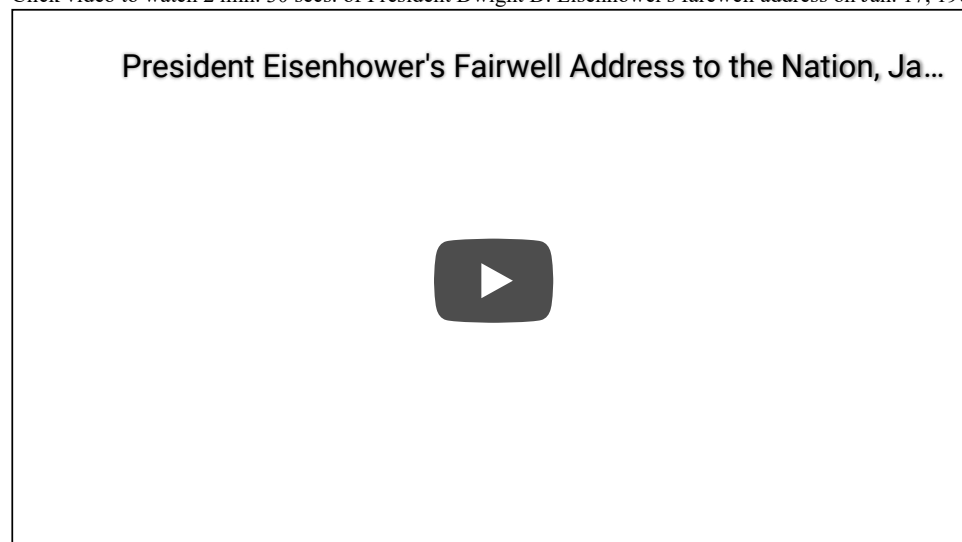 Click video to watch 2 min. 50 secs. of President Dwight D. Eisenhower's farewell address on Jan. 17,
President Eisenhower's Fairwell Address to the Nation, Ja...